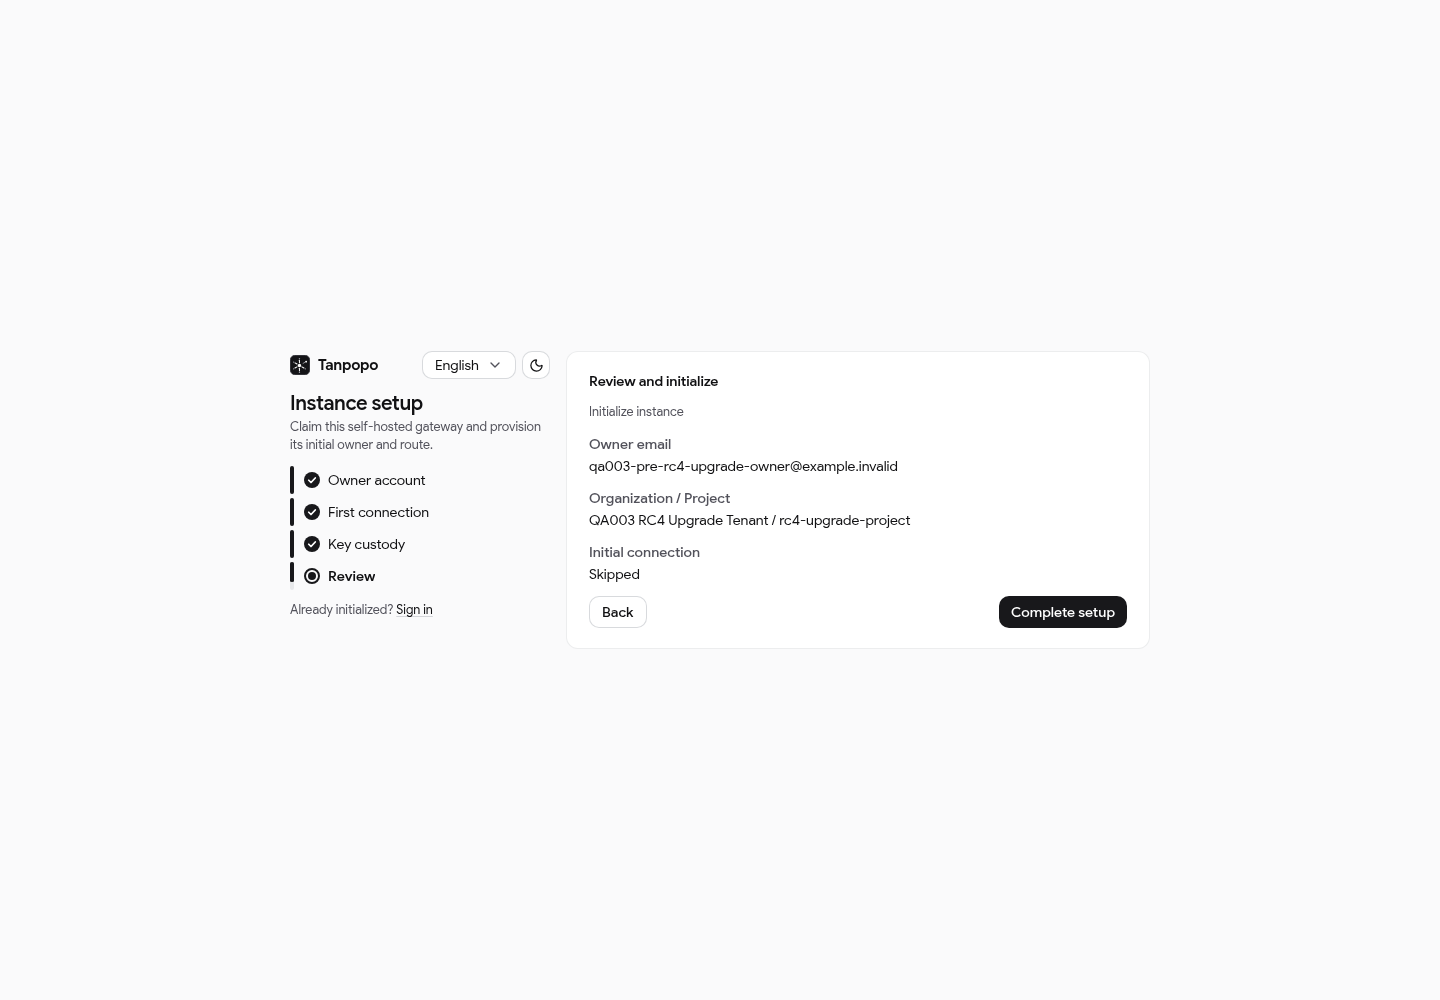 Tanpopo
English
Instance setup
Claim this self-hosted gateway and provision
its initial owner and route.
Owner account
First connection
Key custody
Review
Already initialized? Sign in
Review and initialize
Initialize instance
Owner email
qa003-pre-rc4-upgrade-owner@example.invalid
Organization / Project
QA003 RC4 Upgrade Tenant / rc4-upgrade-project
Initial connection
Skipped
Back
Complete setup